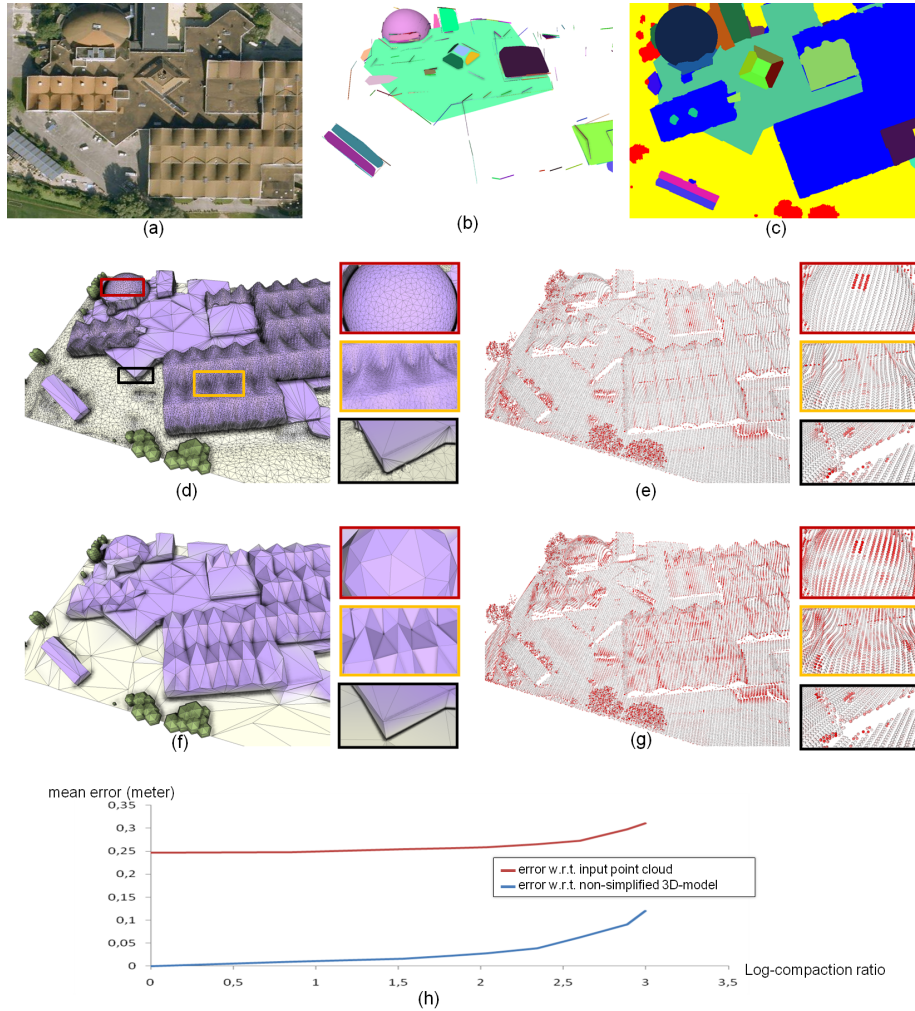 (a)
(b)
(c)
(d)
(e)
(f)
(g)
mean error (meter)
0,35
0,3
0,25
0,2
0,15
0,1
0,05
0
error w.r.t. input point cloud
error w.r.t. non-simplified 3D-model
0
0,5
1
1,5
2
2,5
3
3,5
Log-compaction ratio
(h)